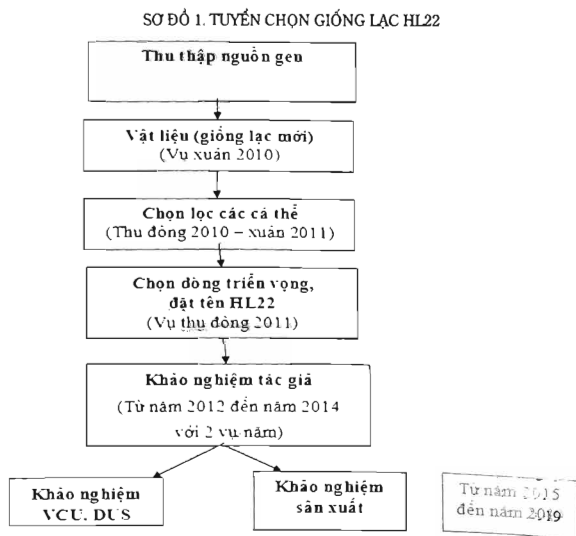 SƠ ĐỒ 1. TUYỂN CHỌN GIỐNG LẠC HL22
Thu thập nguồn gen
Vật liệu (giống lạc mới)
(Vụ xuân 2010)
Chọn lọc các cá thể
(Thu đông 2010 – xuân 2011)
Chọn dòng triển vọng,
đặt tên HL22
(Vụ thu đông 2011)
Khảo nghiệm tác giả
(Từ năm 2012 đến năm 2014
với 2 vụ/năm)
Khảo nghiệm
VCU, DUS
Khảo nghiệm
sản xuất
Từ năm 2015
đến năm 2019